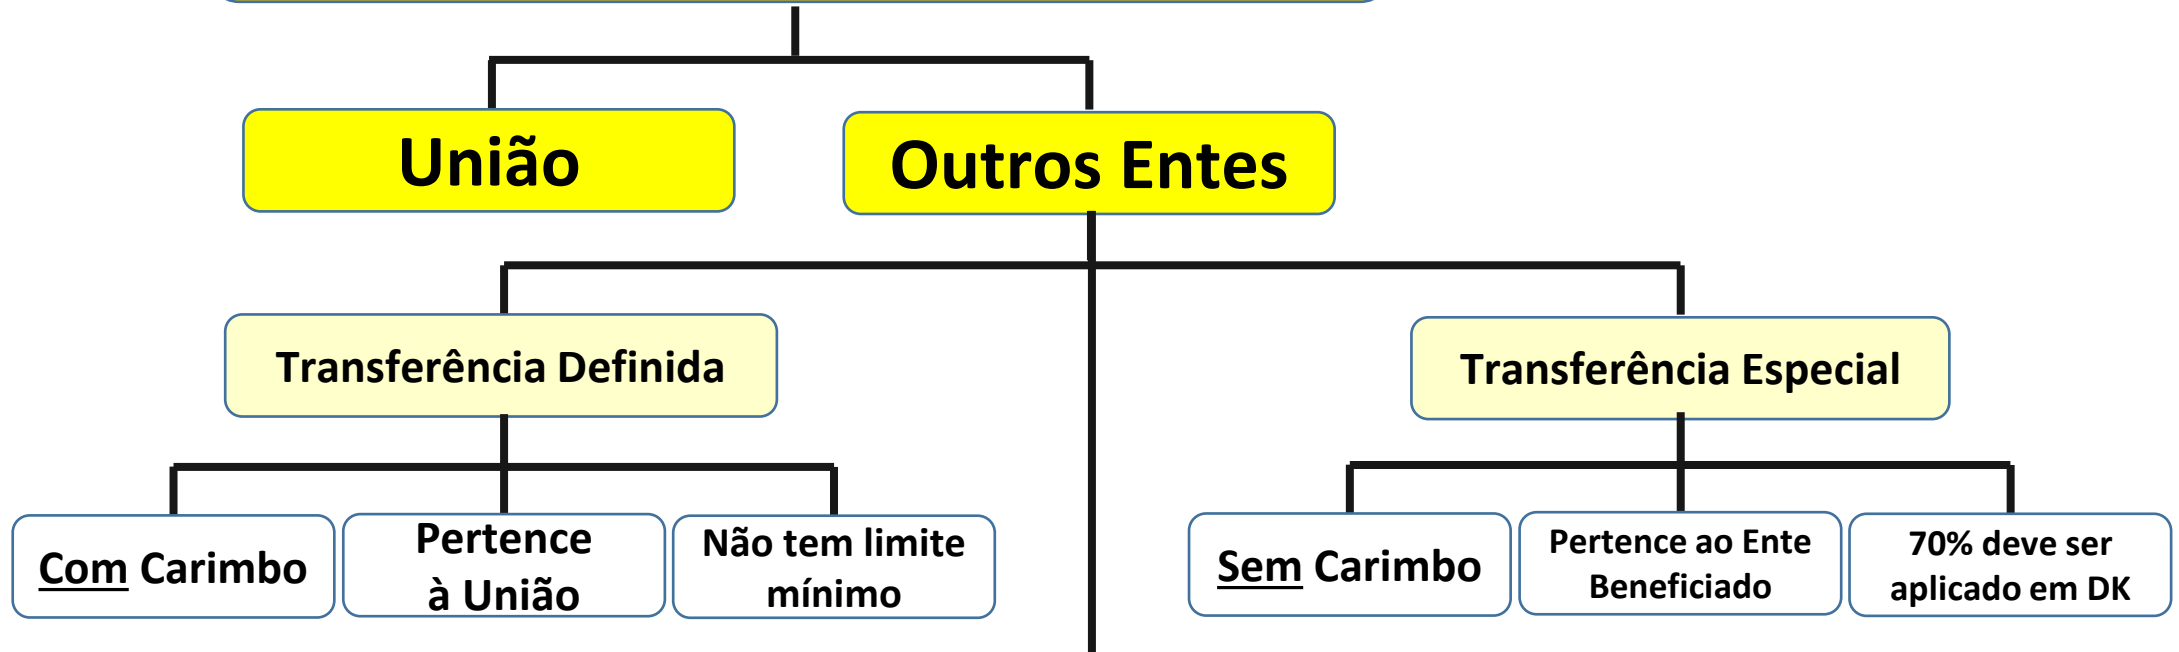 União
Outros Entes
Transferência Definida
Transferência Especial
Com Carimbo
Pertence
à União
Não tem limite
mínimo
Sem Carimbo
Pertence ao Ente
Beneficiado
70% deve ser
aplicado em DK